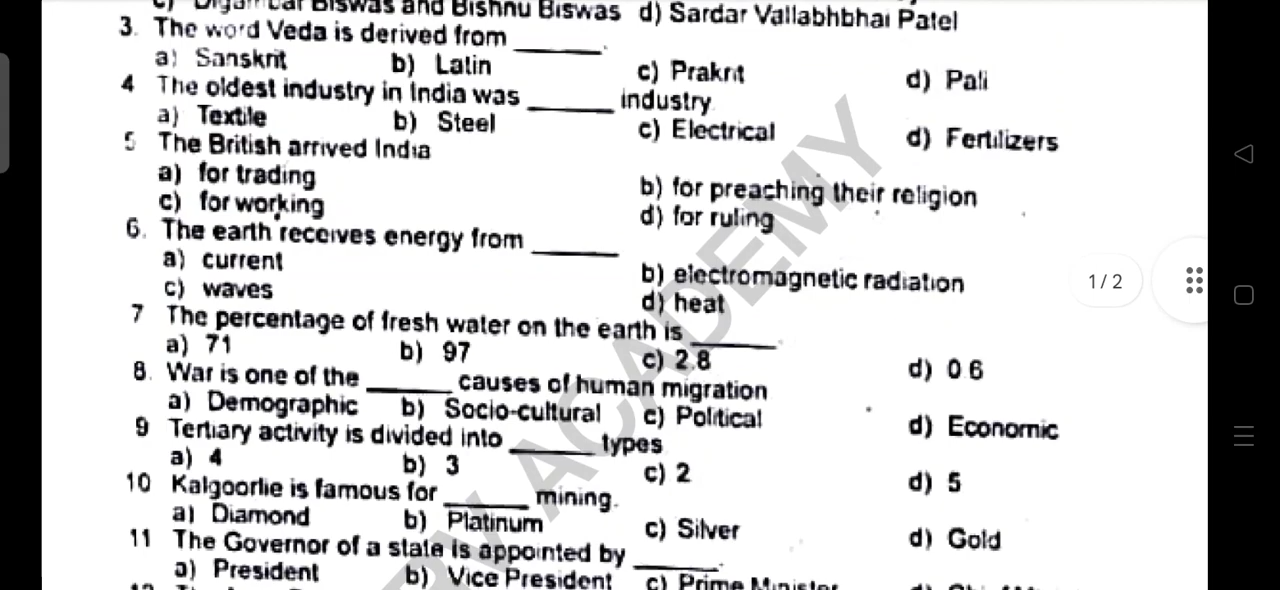 c) Digambar Biswas and Bishnu Biswas d) Sardar Vallabhbhai Patel
3. The word Veda is derived from ______.
a) Sanskrit b) Latin c) Prakrit d) Pali
4 The oldest industry in India was ______ industry
a) Textile b) Steel c) Electrical d) Fertilizers
5 The British arrived India
a) for trading b) for preaching their religion
c) for working d) for ruling
6. The earth receives energy from ______
a) current b) electromagnetic radiation
c) waves d) heat
7 The percentage of fresh water on the earth is ______.
a) 71 b) 97 c) 2.8 d) 0 6
8. War is one of the ______ causes of human migration
a) Demographic b) Socio-cultural c) Political d) Economic
9 Tertiary activity is divided into ______ types
a) 4 b) 3 c) 2 d) 5
10 Kalgoorlie is famous for ______ mining.
a) Diamond b) Platinum c) Silver d) Gold
11 The Governor of a state is appointed by ______.
a) President b) Vice President c) Prime Minister
ACADEMY
1/2